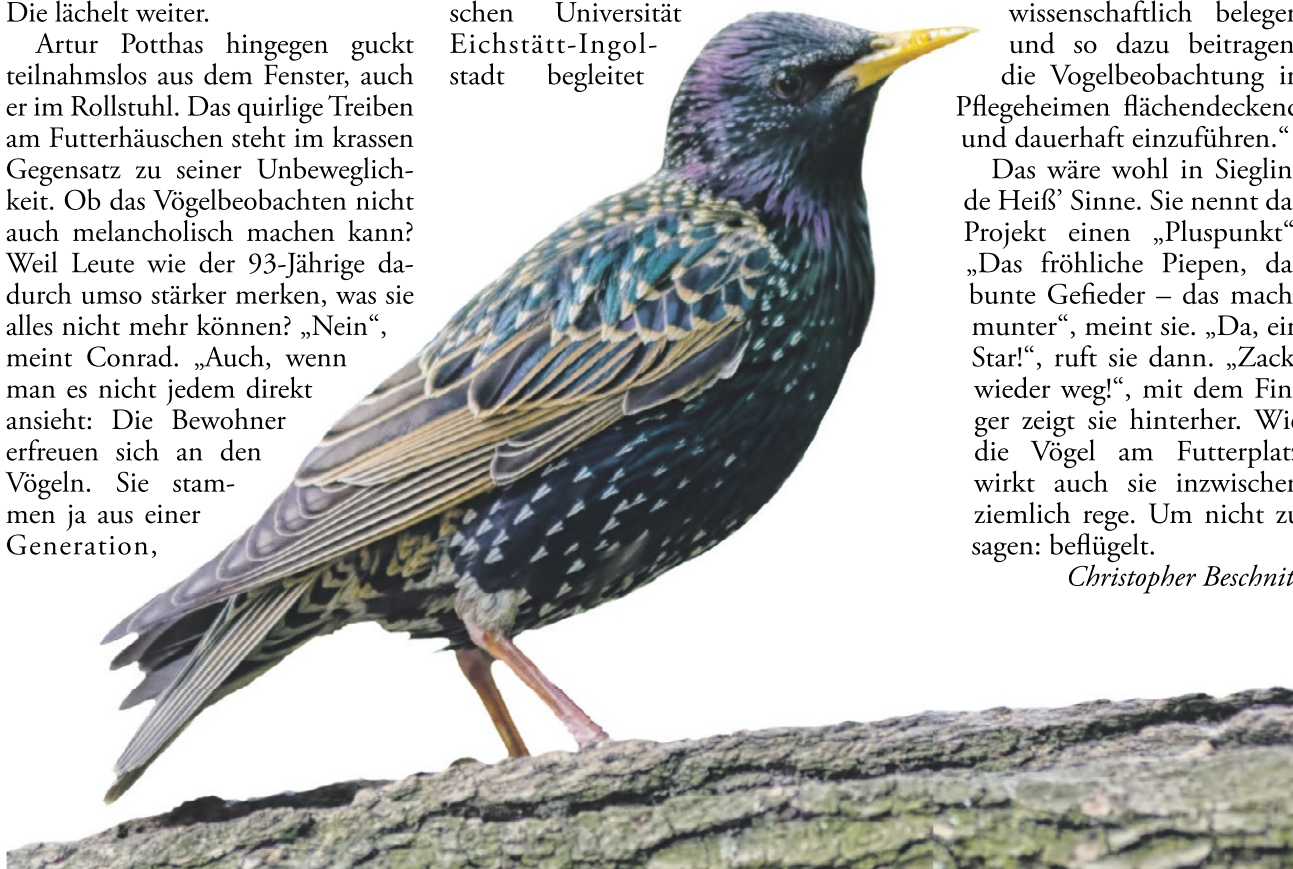 Die lächelt weiter.
Artur Potthas hingegen guckt
teilnahmslos aus dem Fenster, auch
er im Rollstuhl. Das quirlige Treiben
am Futterhäuschen steht im krassen
Gegensatz zu seiner Unbeweglich-
keit. Ob das Vögelbeobachten nicht
auch melancholisch machen kann?
Weil Leute wie der 93-Jährige da-
durch umso stärker merken, was sie
alles nicht mehr können? „Nein“,
meint Conrad. „Auch, wenn
man es nicht jedem direkt
ansieht: Die Bewohner
erfreuen sich an den
Vögeln. Sie stam-
men ja aus einer
Generation,
schen Universität
Eichstätt-Ingol-
stadt begleitet
wissenschaftlich belegen
und so dazu beitragen
die Vogelbeobachtung in
Pflegeheimen flächendeckend
und dauerhaft einzuführen.“
Das wäre wohl in Sieglin
de Heiß’ Sinne. Sie nennt da
Projekt einen „Pluspunkt“
„Das fröhliche Piepen, da
bunte Gefieder – das mach
munter“, meint sie. „Da, ein
Star!“, ruft sie dann. „Zack
wieder weg!“, mit dem Fin
ger zeigt sie hinterher. Wie
die Vögel am Futterplatz
wirkt auch sie inzwischen
ziemlich rege. Um nicht zu
sagen: beflügelt.
Christopher Beschnit